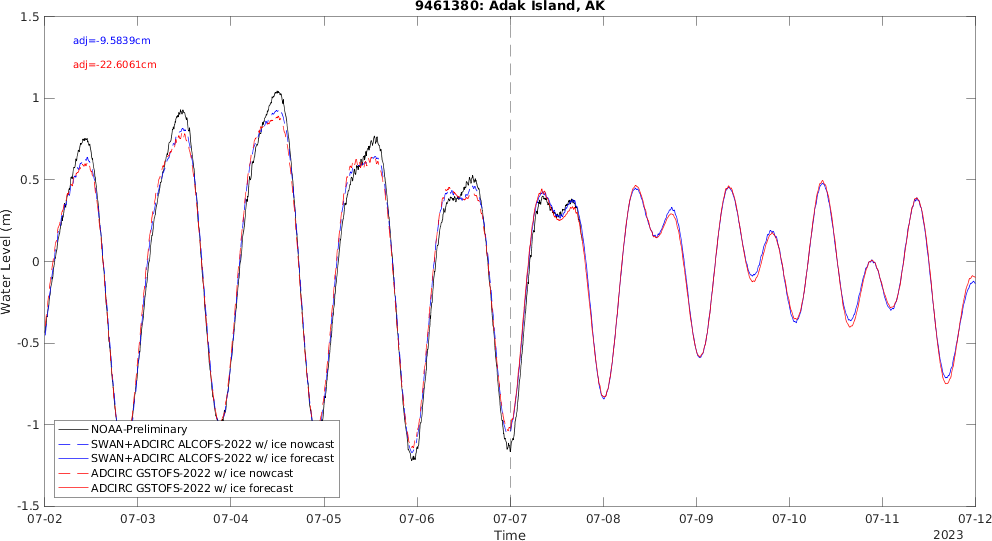 9461380: Adak Island, AK
adj=-9.5839cm
adj=-22.6061cm
Water Level (m)
1.5
1
0.5
0
-0.5
-1
-1.5
NOAA-Preliminary
SWAN+ADCIRC ALCOFS-2022 w/ ice nowcast
SWAN+ADCIRC ALCOFS-2022 w/ ice forecast
ADCIRC GSTOFS-2022 w/ ice nowcast
ADCIRC GSTOFS-2022 w/ ice forecast
07-02 07-03 07-04 07-05 07-06 07-07 07-08 07-09 07-10 07-11 07-12
Time
2023